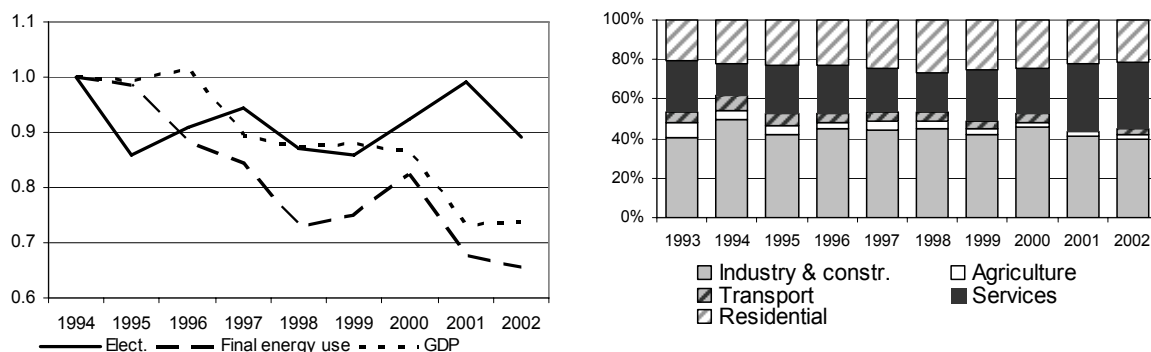 1.1
1.0
0.9
0.8
0.7
0.6
1994 1995 1996 1997 1998 1999 2000 2001 2002
Elect. Final energy use GDP
100%
80%
60%
40%
20%
0%
1993 1994 1995 1996 1997 1998 1999 2000 2001 2002
Industry & constr. Agriculture
Transport Services
Residential